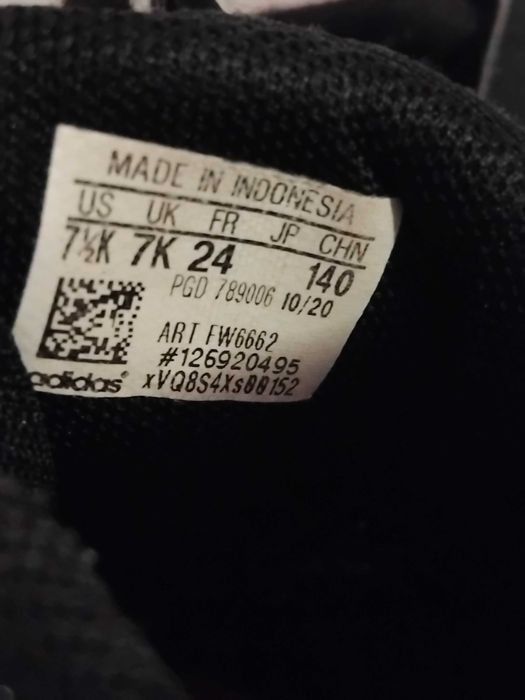 MADE IN INDONESIA
US UK FR JP CHN
7½K 7K 24 140
PGD 789006 10/20
ART FW6662
#126920495
adidas® xVQ8S4Xs00152